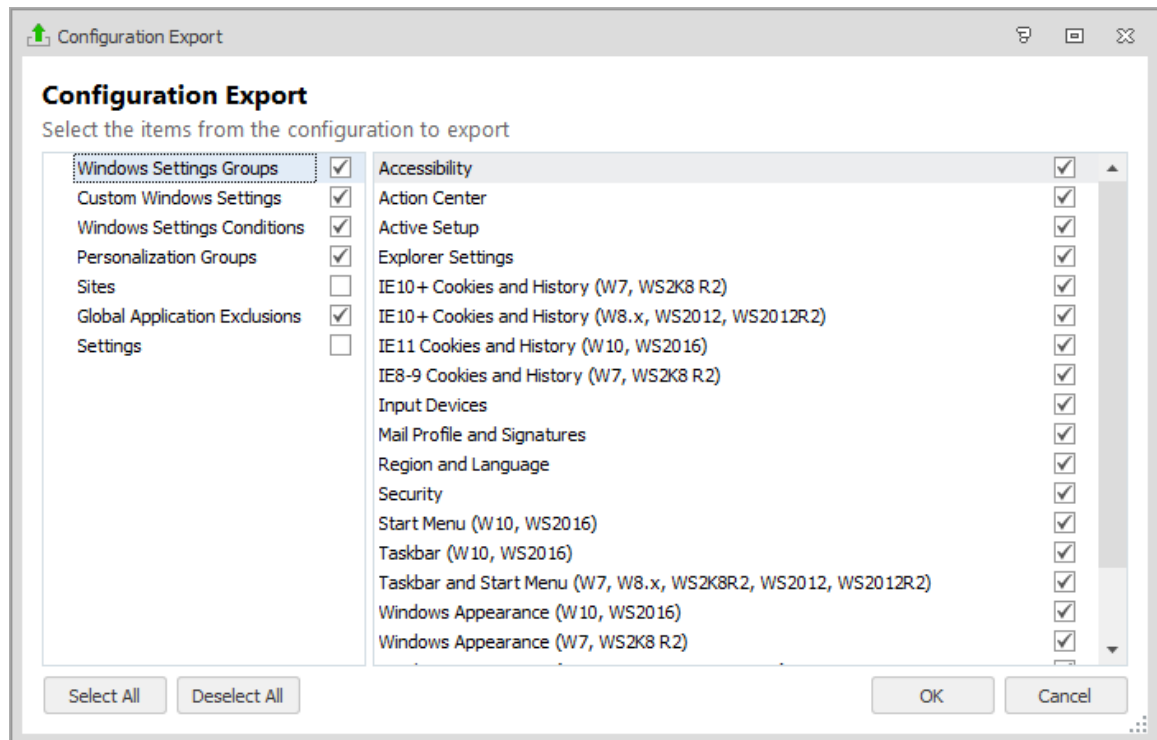 Configuration Export
Configuration Export
Select the items from the configuration to export
Windows Settings Groups
Custom Windows Settings
Windows Settings Conditions
Personalization Groups
Sites
Global Application Exclusions
Settings
Accessibility
Action Center
Active Setup
Explorer Settings
IE10+ Cookies and History (W7, WS2K8 R2)
IE10+ Cookies and History (W8.x, WS2012, WS2012R2)
IE11 Cookies and History (W10, WS2016)
IE8-9 Cookies and History (W7, WS2K8 R2)
Input Devices
Mail Profile and Signatures
Region and Language
Security
Start Menu (W10, WS2016)
Taskbar (W10, WS2016)
Taskbar and Start Menu (W7, W8.x, WS2K8R2, WS2012, WS2012R2)
Windows Appearance (W10, WS2016)
Windows Appearance (W7, WS2K8 R2)
Select All
Deselect All
OK
Cancel